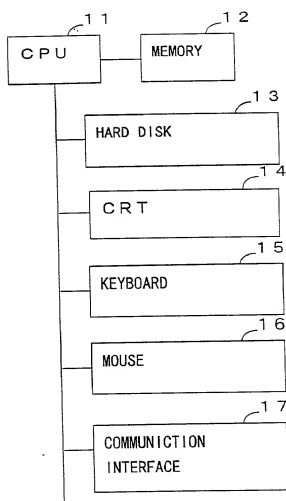 11
CPU
12
MEMORY
13
HARD DISK
14
CRT
15
KEYBOARD
16
MOUSE
17
COMMUNICTION
INTERFACE